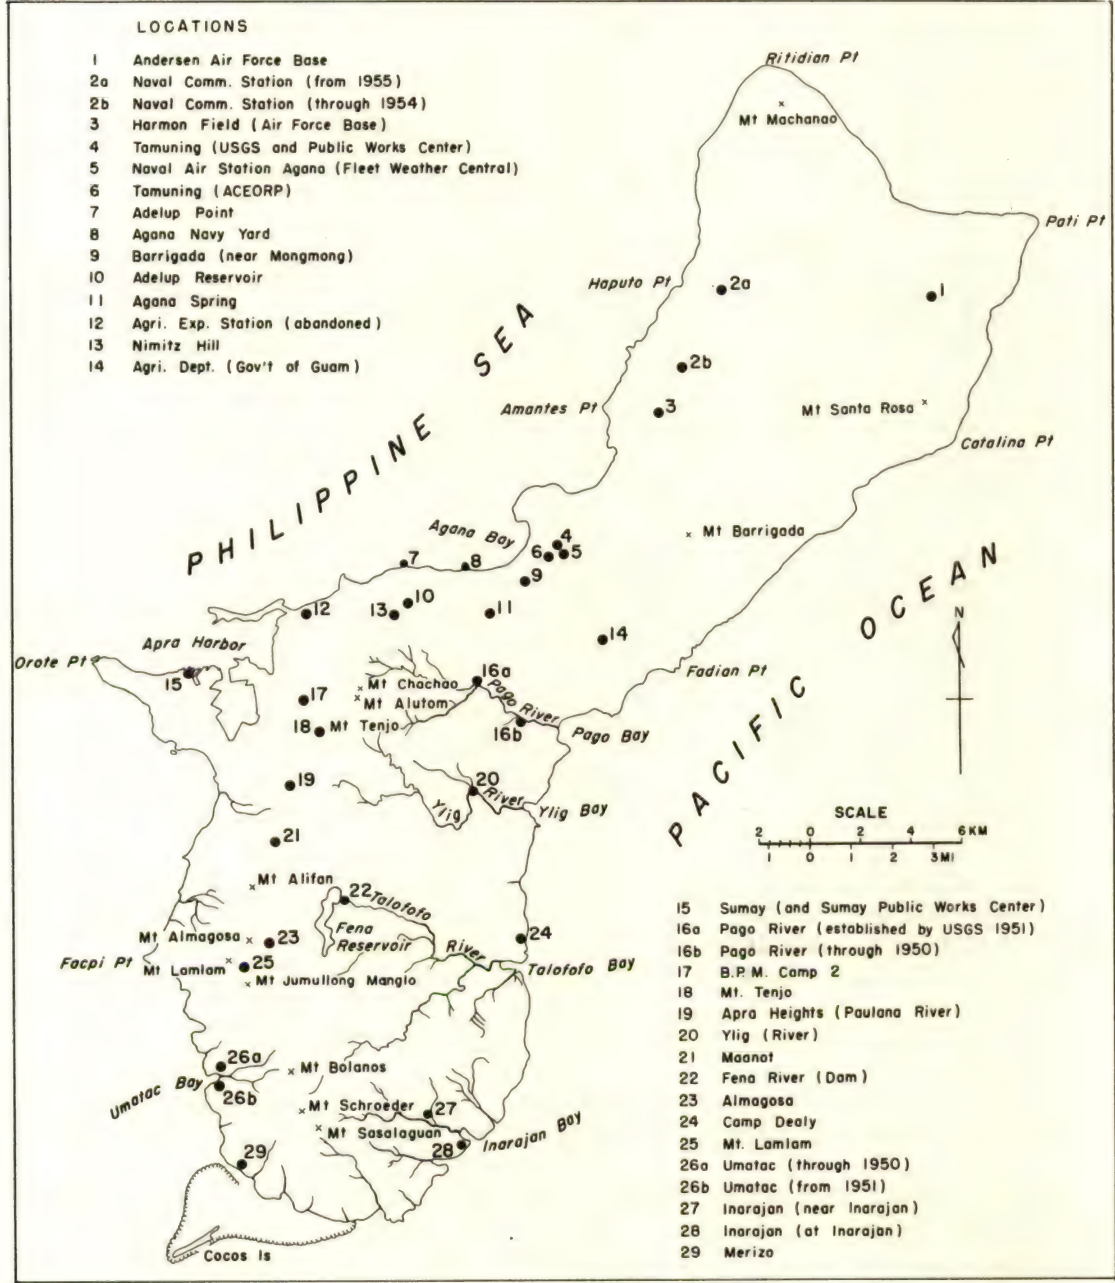 LOCATIONS
1 Andersen Air Force Base
2a Naval Comm. Station (from 1955)
2b Naval Comm. Station (through 1954)
3 Harmon Field (Air Force Base)
4 Tamuning (USGS and Public Works Center)
5 Naval Air Station Agana (Fleet Weather Central)
6 Tamuning (ACEORP)
7 Adelup Point
8 Agana Navy Yard
9 Barrigada (near Mongmong)
10 Adelup Reservoir
11 Agana Spring
12 Agri. Exp. Station (abandoned)
13 Nimitz Hill
14 Agri. Dept. (Gov't of Guam)
Ritidian Pt
Mt Machanao
Pati Pt
Haputo Pt
2a
1
PHILIPPINE SEA
2b
Amantes Pt
3
Mt Santa Rosa
Catalina Pt
Agana Bay
Mt Barrigada
4
5
6
7
8
9
10
11
12
13
14
PACIFIC OCEAN
N
Apra Harbor
Orote Pt
15
Fadian Pt
16a
Mt Chachao
Pago River
17
Mt Alutom
18
Mt Tenjo
16b
Pago Bay
19
20
Ylig River
Ylig Bay
SCALE
2 0 2 4 6 KM
1 0 1 2 3 MI
21
Mt Alifan
22
Talofofo River
Fena
Reservoir
Mt Almagosa
23
24
Facpi Pt
Mt Lamlam
25
Talofofo Bay
Mt Jumullong Manglo
26a
Mt Bolanos
Umatac Bay
26b
Mt Schroeder
27
Mt Sasalaguan
28
Inarajan Bay
29
Cocos Is
15 Sumay (and Sumay Public Works Center)
16a Pago River (established by USGS 1951)
16b Pago River (through 1950)
17 B.P.M. Camp 2
18 Mt. Tenjo
19 Apra Heights (Paulana River)
20 Ylig (River)
21 Maanot
22 Fena River (Dam)
23 Almagosa
24 Camp Dealy
25 Mt. Lamlam
26a Umatac (through 1950)
26b Umatac (from 1951)
27 Inarajan (near Inarajan)
28 Inarajan (at Inarajan)
29 Merizo